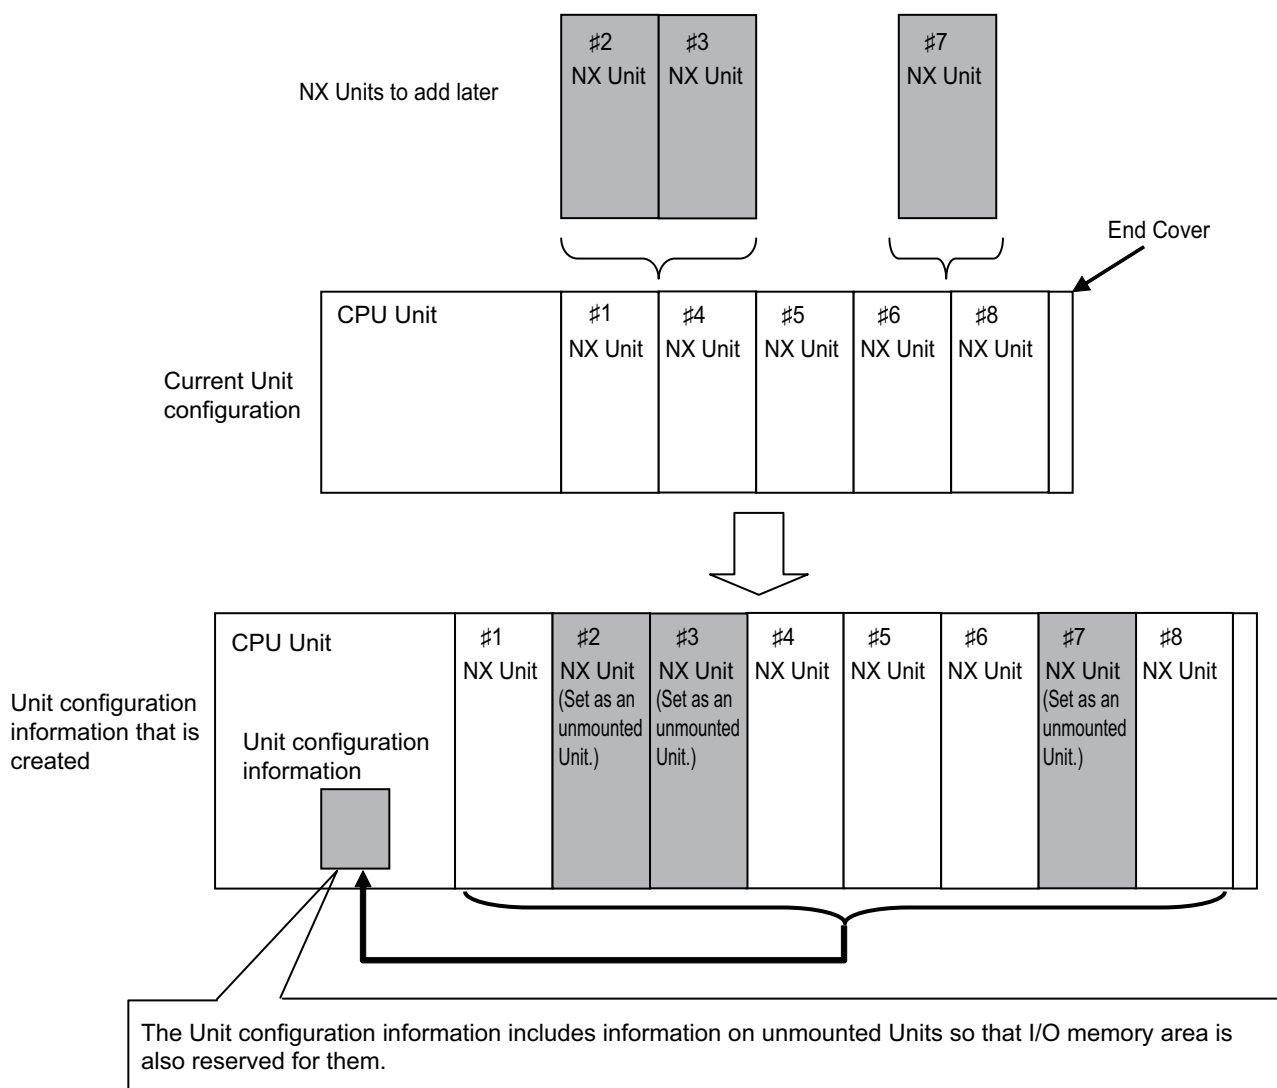 ♯2
NX Unit
♯3
NX Unit
♯7
NX Unit
NX Units to add later
End Cover
CPU Unit
♯1
NX Unit
♯4
NX Unit
♯5
NX Unit
♯6
NX Unit
♯8
NX Unit
Current Unit
configuration
CPU Unit
♯1
NX Unit
♯2
NX Unit
(Set as an
unmounted
Unit.)
♯3
NX Unit
(Set as an
unmounted
Unit.)
♯4
NX Unit
♯5
NX Unit
♯6
NX Unit
♯7
NX Unit
(Set as an
unmounted
Unit.)
♯8
NX Unit
Unit configuration
information that is
created
Unit configuration
information
The Unit configuration information includes information on unmounted Units so that I/O memory area is
also reserved for them.